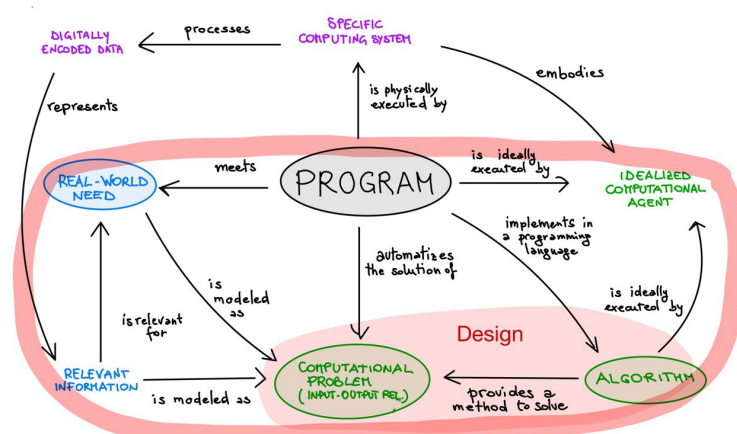 SPECIFIC
COMPUTING SYSTEM
DIGITALLY
ENCODED DATA
processes
embodies
represents
is physically
executed by
meets
REAL-WORLD
NEED
PROGRAM
is ideally
executed by
IDEALIZED
COMPUTATIONAL
AGENT
implements in
a programming
language
automatizes
the solution of
is
modeled
as
is relevant
for
is ideally
executed by
Design
RELEVANT
INFORMATION
is modeled as
COMPUTATIONAL
PROBLEM
(INPUT-OUTPUT REL.)
provides a
method to solve
ALGORITHM